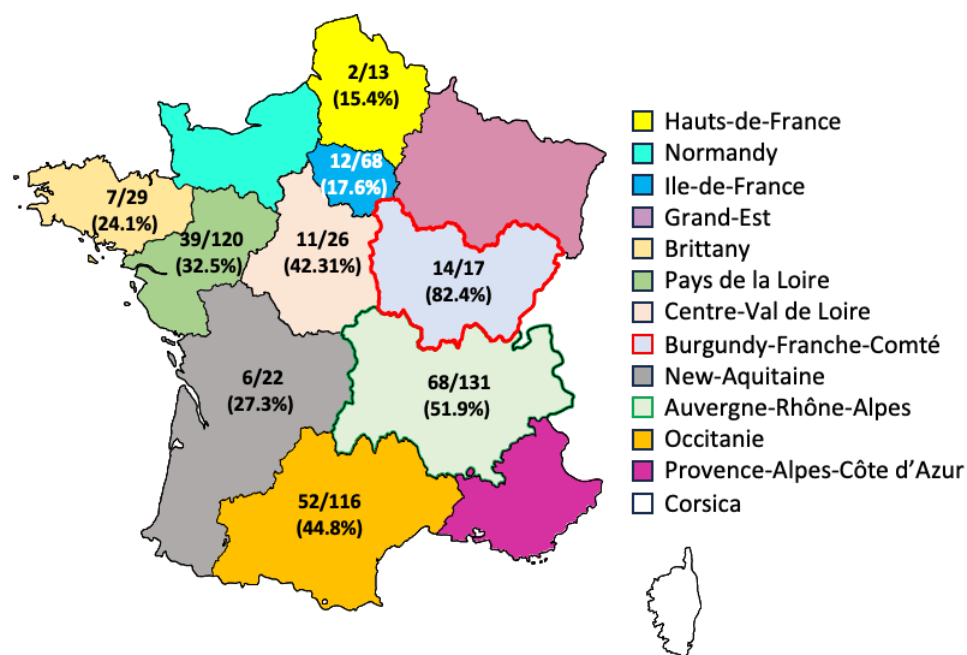 2/13
(15.4%)
12/68
(17.6%)
7/29
(24.1%)
39/120
(32.5%)
11/26
(42.31%)
14/17
(82.4%)
6/22
(27.3%)
68/131
(51.9%)
52/116
(44.8%)
Hauts-de-France
Normandy
Ile-de-France
Grand-Est
Brittany
Pays de la Loire
Centre-Val de Loire
Burgundy-Franche-Comté
New-Aquitaine
Auvergne-Rhône-Alpes
Occitanie
Provence-Alpes-Côte d’Azur
Corsica